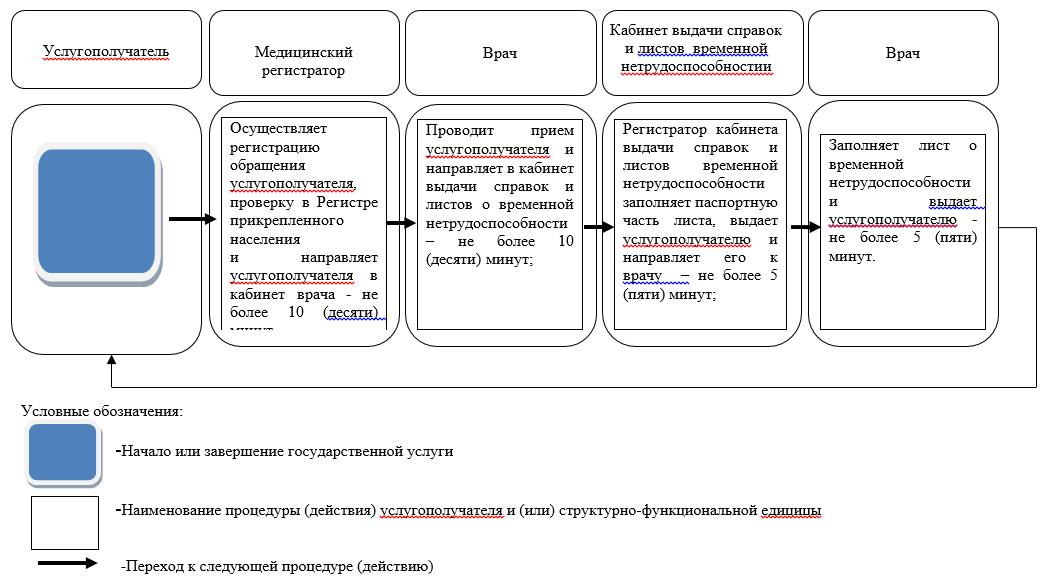 Услугополучатель
Медицинский
регистратор
Врач
Кабинет выдачи справок
и листов временной
нетрудоспособностии
Врач
Осуществляет
регистрацию
обращения
услугополучателя,
проверку в Регистре
прикрепленного
населения
и направляет
услугополучателя в
кабинет врача - не
более 10 (десяти)
минут
Проводит прием
услугополучателя и
направляет в кабинет
выдачи справок и
листов о временной
нетрудоспособности
– не более 10
(десяти) минут;
Регистратор кабинета
выдачи справок и
листов временной
нетрудоспособности
заполняет паспортную
часть листа, выдает
услугополучателю и
направляет его к
врачу – не более 5
(пяти) минут;
Заполняет лист о
временной
нетрудоспособности
и выдает
услугополучателю -
не более 5 (пяти)
минут.
Условные обозначения:
-Начало или завершение государственной услуги
-Наименование процедуры (действия) услугополучателя и (или) структурно-функциональной единицы
-Переход к следующей процедуре (действию)